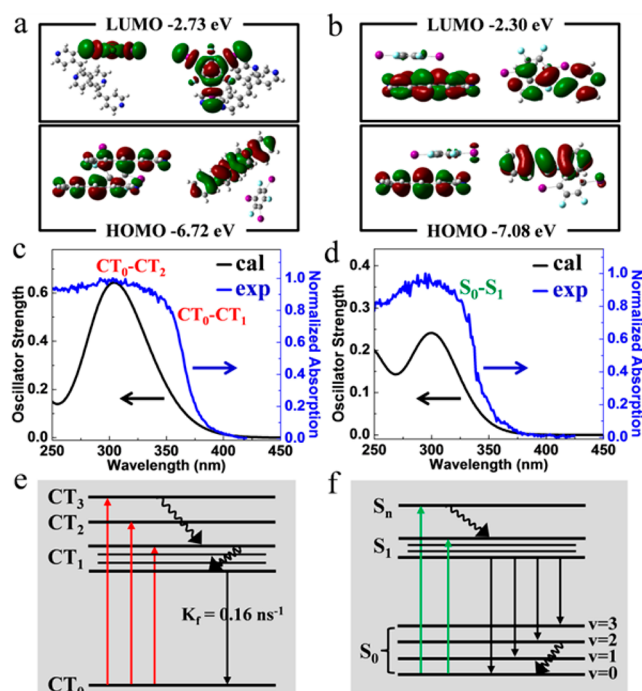 a
LUMO -2.73 eV
HOMO -6.72 eV
b
LUMO -2.30 eV
HOMO -7.08 eV
c
CT0-CT2
CT0-CT1
cal
exp
Oscillator Strength
0.6
0.4
0.2
0.0
Normalized Absorption
1.0
0.8
0.6
0.4
0.2
0.0
250 300 350 400 450
Wavelength (nm)
d
S0-S1
cal
exp
Oscillator Strength
0.4
0.3
0.2
0.1
0.0
Normalized Absorption
1.0
0.8
0.6
0.4
0.2
0.0
250 300 350 400 450
Wavelength (nm)
e
CT3
CT2
CT1
Kf = 0.16 ns-1
CT0
f
Sn
S1
S0
v=3
v=2
v=1
v=0